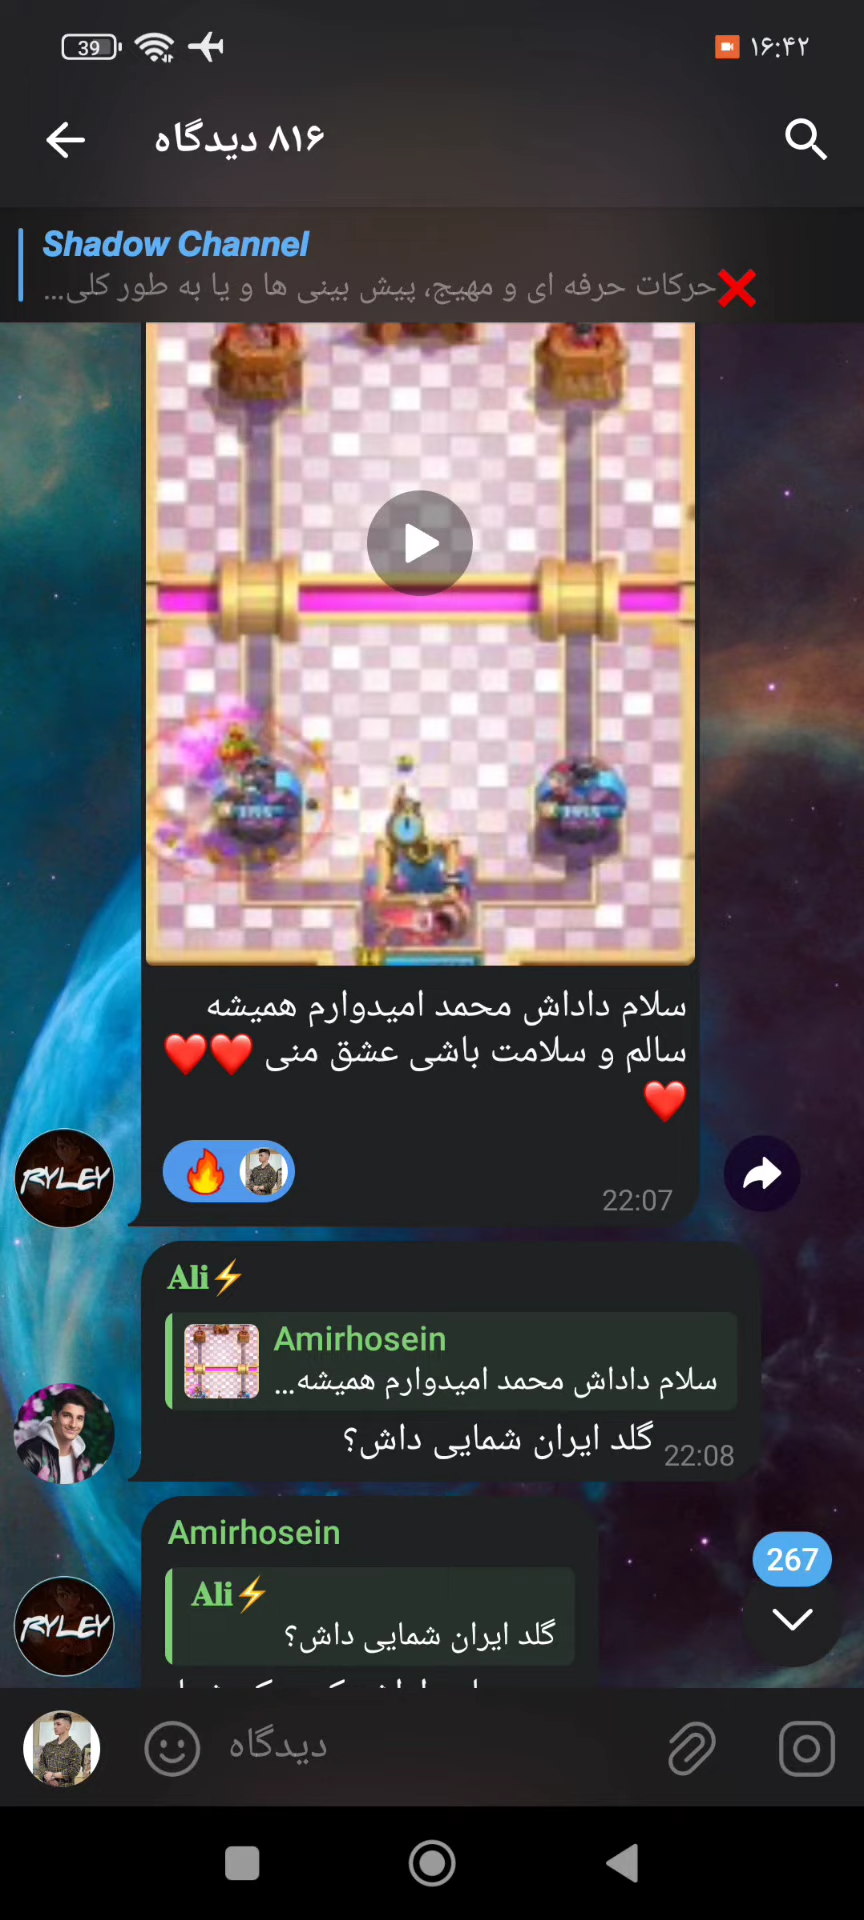 39
۱۶:۴۲
۸۱۶ دیدگاه
Shadow Channel
❌حرکات حرفه ای و مهیج، پیش بینی ها و یا به طور کلی...
سلام داداش محمد امیدوارم همیشه
سالم و سلامت باشی عشق منی ❤️❤️
❤️
RYLEY
🔥
22:07
Ali⚡
Amirhosein
سلام داداش محمد امیدوارم همیشه...
گلد ایران شمایی داش؟
22:08
Amirhosein
Ali⚡
گلد ایران شمایی داش؟
RYLEY
267
دیدگاه